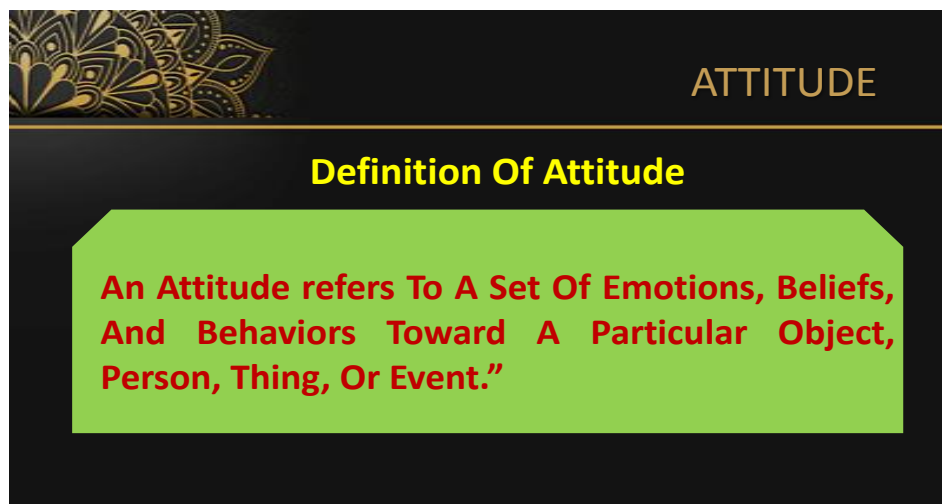 ATTITUDE
Definition Of Attitude
An Attitude refers To A Set Of Emotions, Beliefs,
And Behaviors Toward A Particular Object,
Person, Thing, Or Event.”